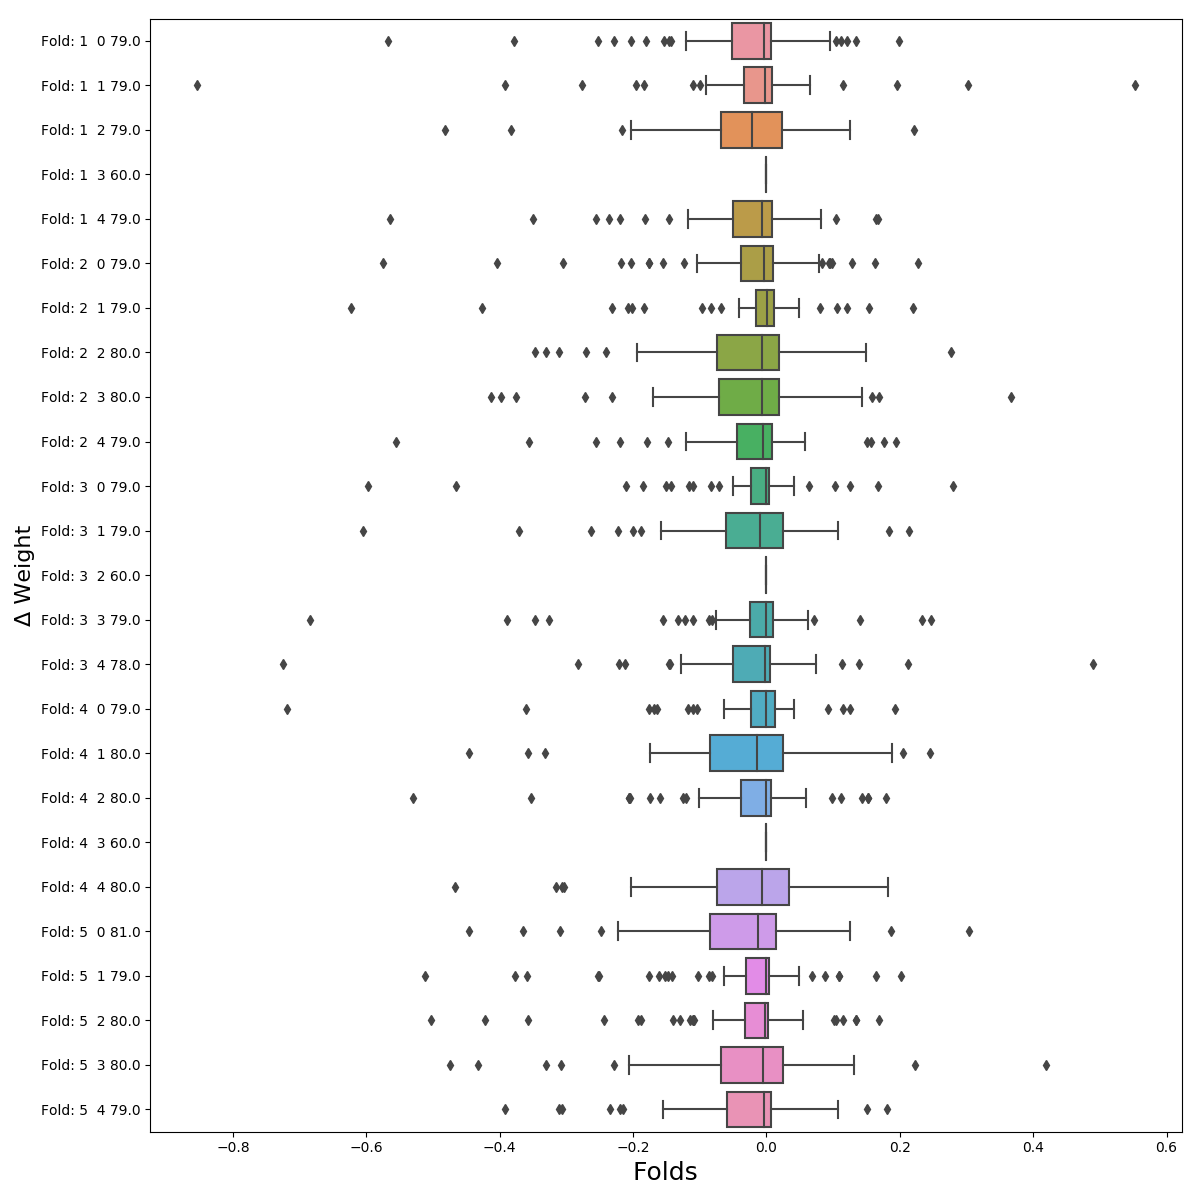 Fold: 1  0 79.0
Fold: 1  1 79.0
Fold: 1  2 79.0
Fold: 1  3 60.0
Fold: 1  4 79.0
Fold: 2  0 79.0
Fold: 2  1 79.0
Fold: 2  2 80.0
Fold: 2  3 80.0
Fold: 2  4 79.0
Fold: 3  0 79.0
Fold: 3  1 79.0
Fold: 3  2 60.0
Fold: 3  3 79.0
Fold: 3  4 78.0
Fold: 4  0 79.0
Fold: 4  1 80.0
Fold: 4  2 80.0
Fold: 4  3 60.0
Fold: 4  4 80.0
Fold: 5  0 81.0
Fold: 5  1 79.0
Fold: 5  2 80.0
Fold: 5  3 80.0
Fold: 5  4 79.0
Δ Weight
−0.8 −0.6 −0.4 −0.2 0.0 0.2 0.4 0.6
Folds